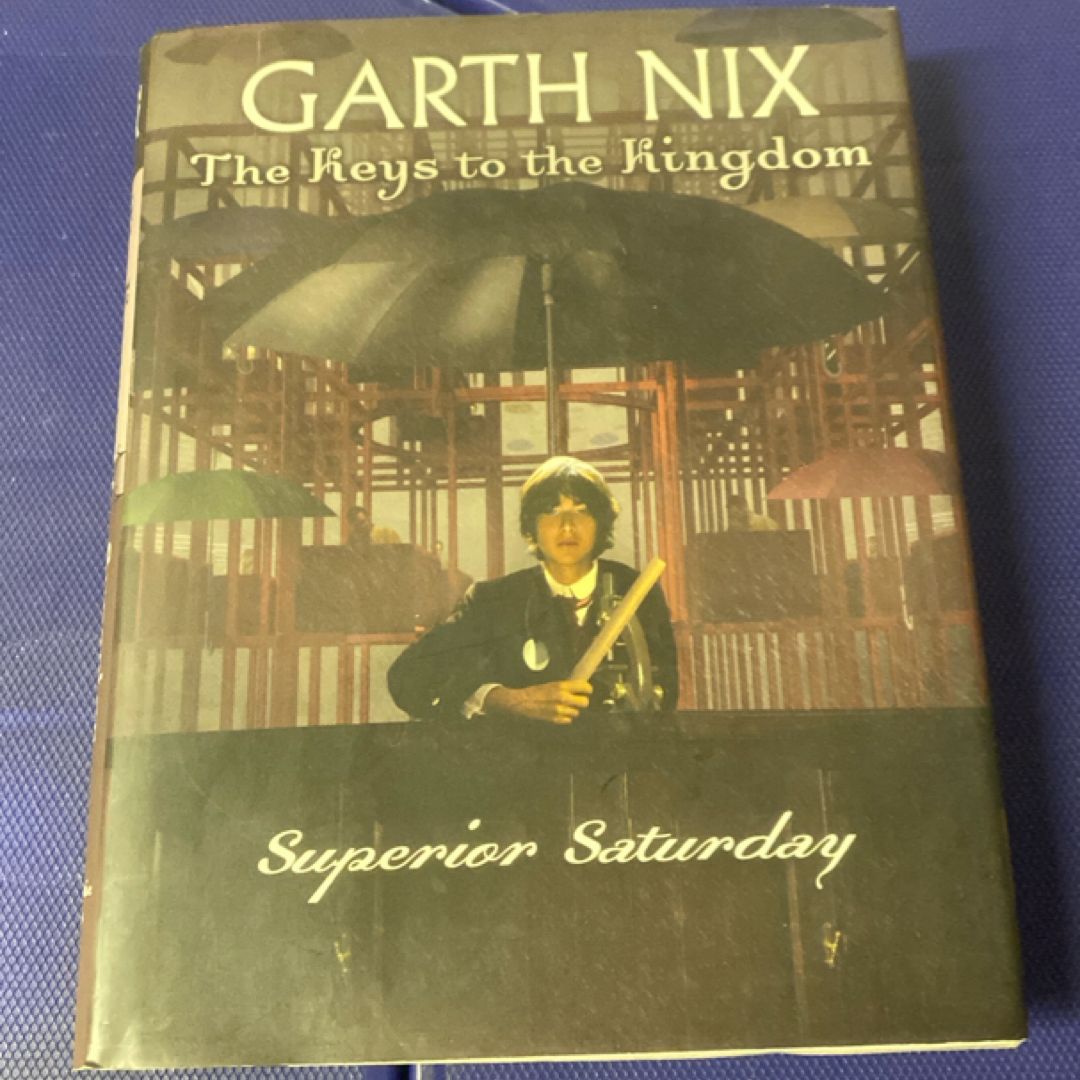 GARTH NIX
The Keys to the Kingdom
Superior Saturday